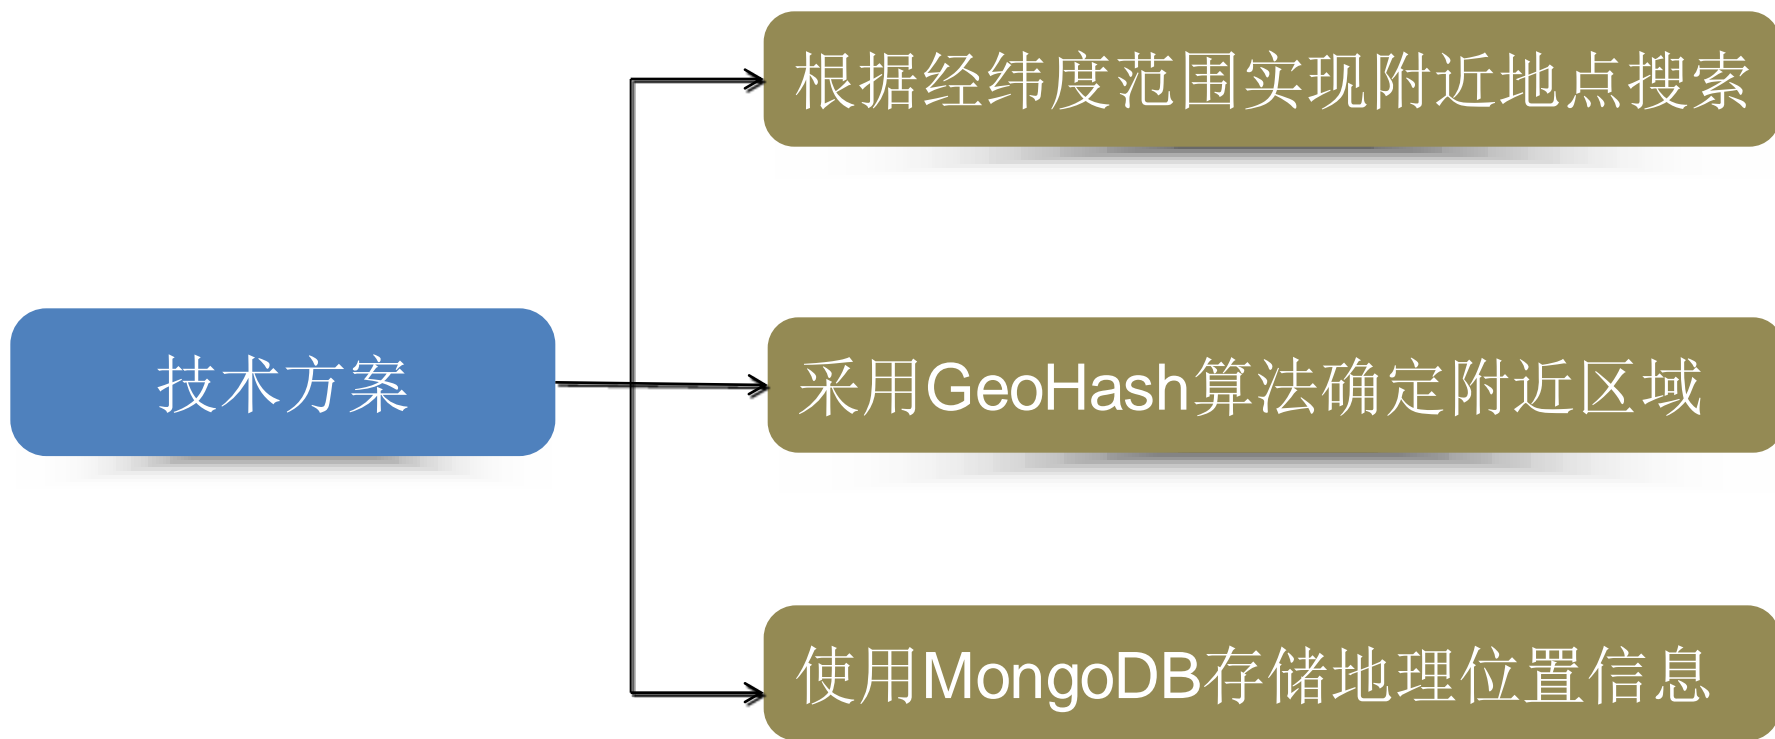 根据经纬度范围实现附近地点搜索
技术方案
采用GeoHash算法确定附近区域
使用MongoDB存储地理位置信息